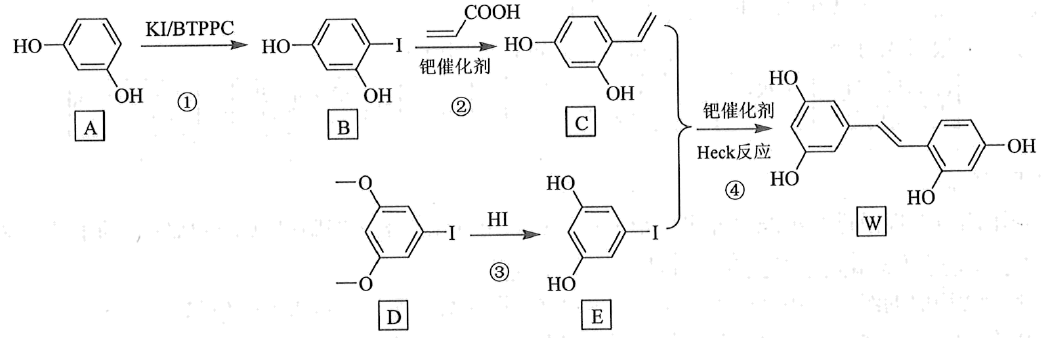 KI/BTPPC
①
HO
OH
A
HO
I
OH
B
COOH
钯催化剂
②
HO
OH
C
O
I
O
D
HI
③
HO
I
HO
E
钯催化剂
Heck反应
④
HO
HO
OH
HO
W